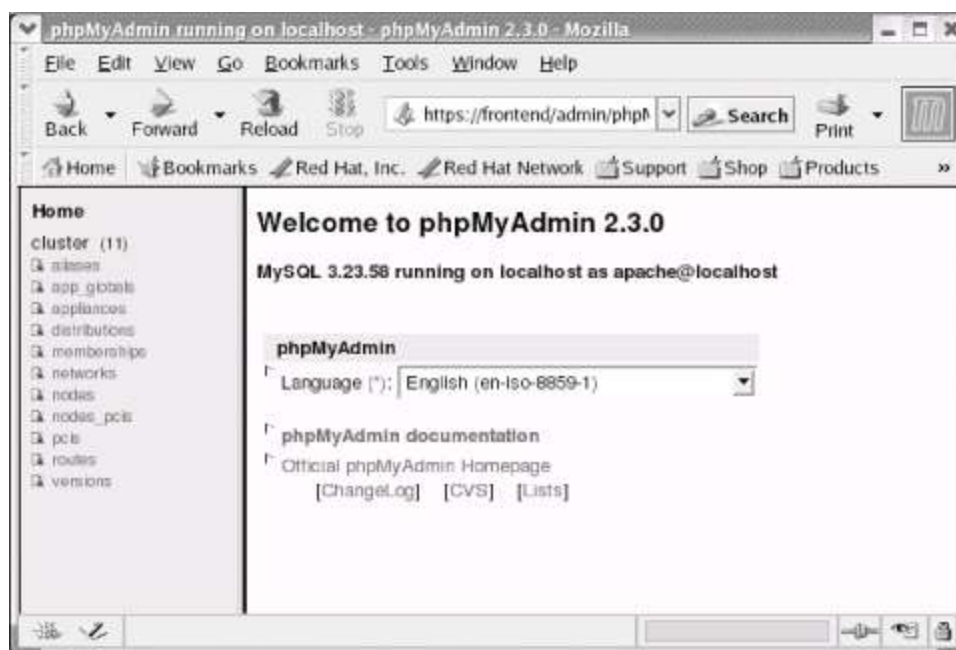 phpMyAdmin running on localhost - phpMyAdmin 2.3.0 - Mozilla
File Edit View Go Bookmarks Tools Window Help
Back Forward Reload Stop https://frontend/admin/phpM Search Print
Home Bookmarks Red Hat, Inc. Red Hat Network Support Shop Products »
Home
cluster (11)
aliases
app_globals
appliances
distributions
memberships
networks
nodes
nodes_pcis
pcis
routes
versions
Welcome to phpMyAdmin 2.3.0
MySQL 3.23.58 running on localhost as apache@localhost
phpMyAdmin
Language (*): English (en-iso-8859-1)
phpMyAdmin documentation
Official phpMyAdmin Homepage
[ChangeLog] [CVS] [Lists]